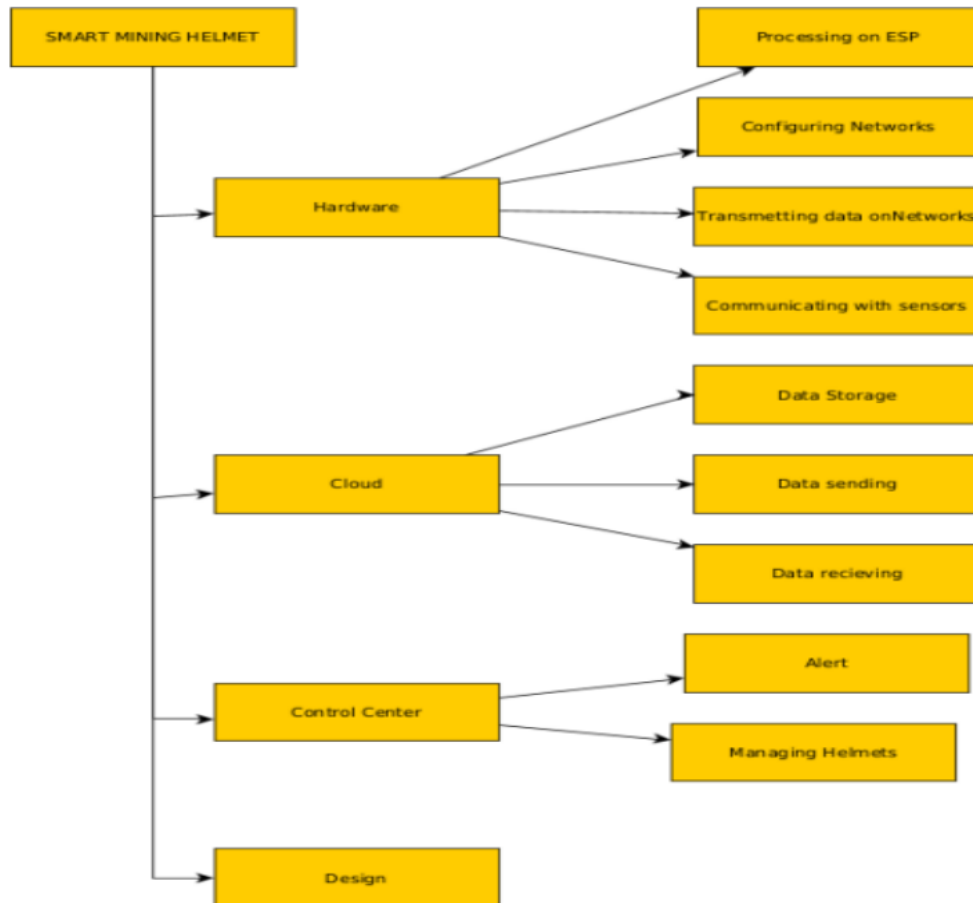 SMART MINING HELMET
Processing on ESP
Configuring Networks
Hardware
Transmetting data onNetworks
Communicating with sensors
Data Storage
Cloud
Data sending
Data recieving
Alert
Control Center
Managing Helmets
Design